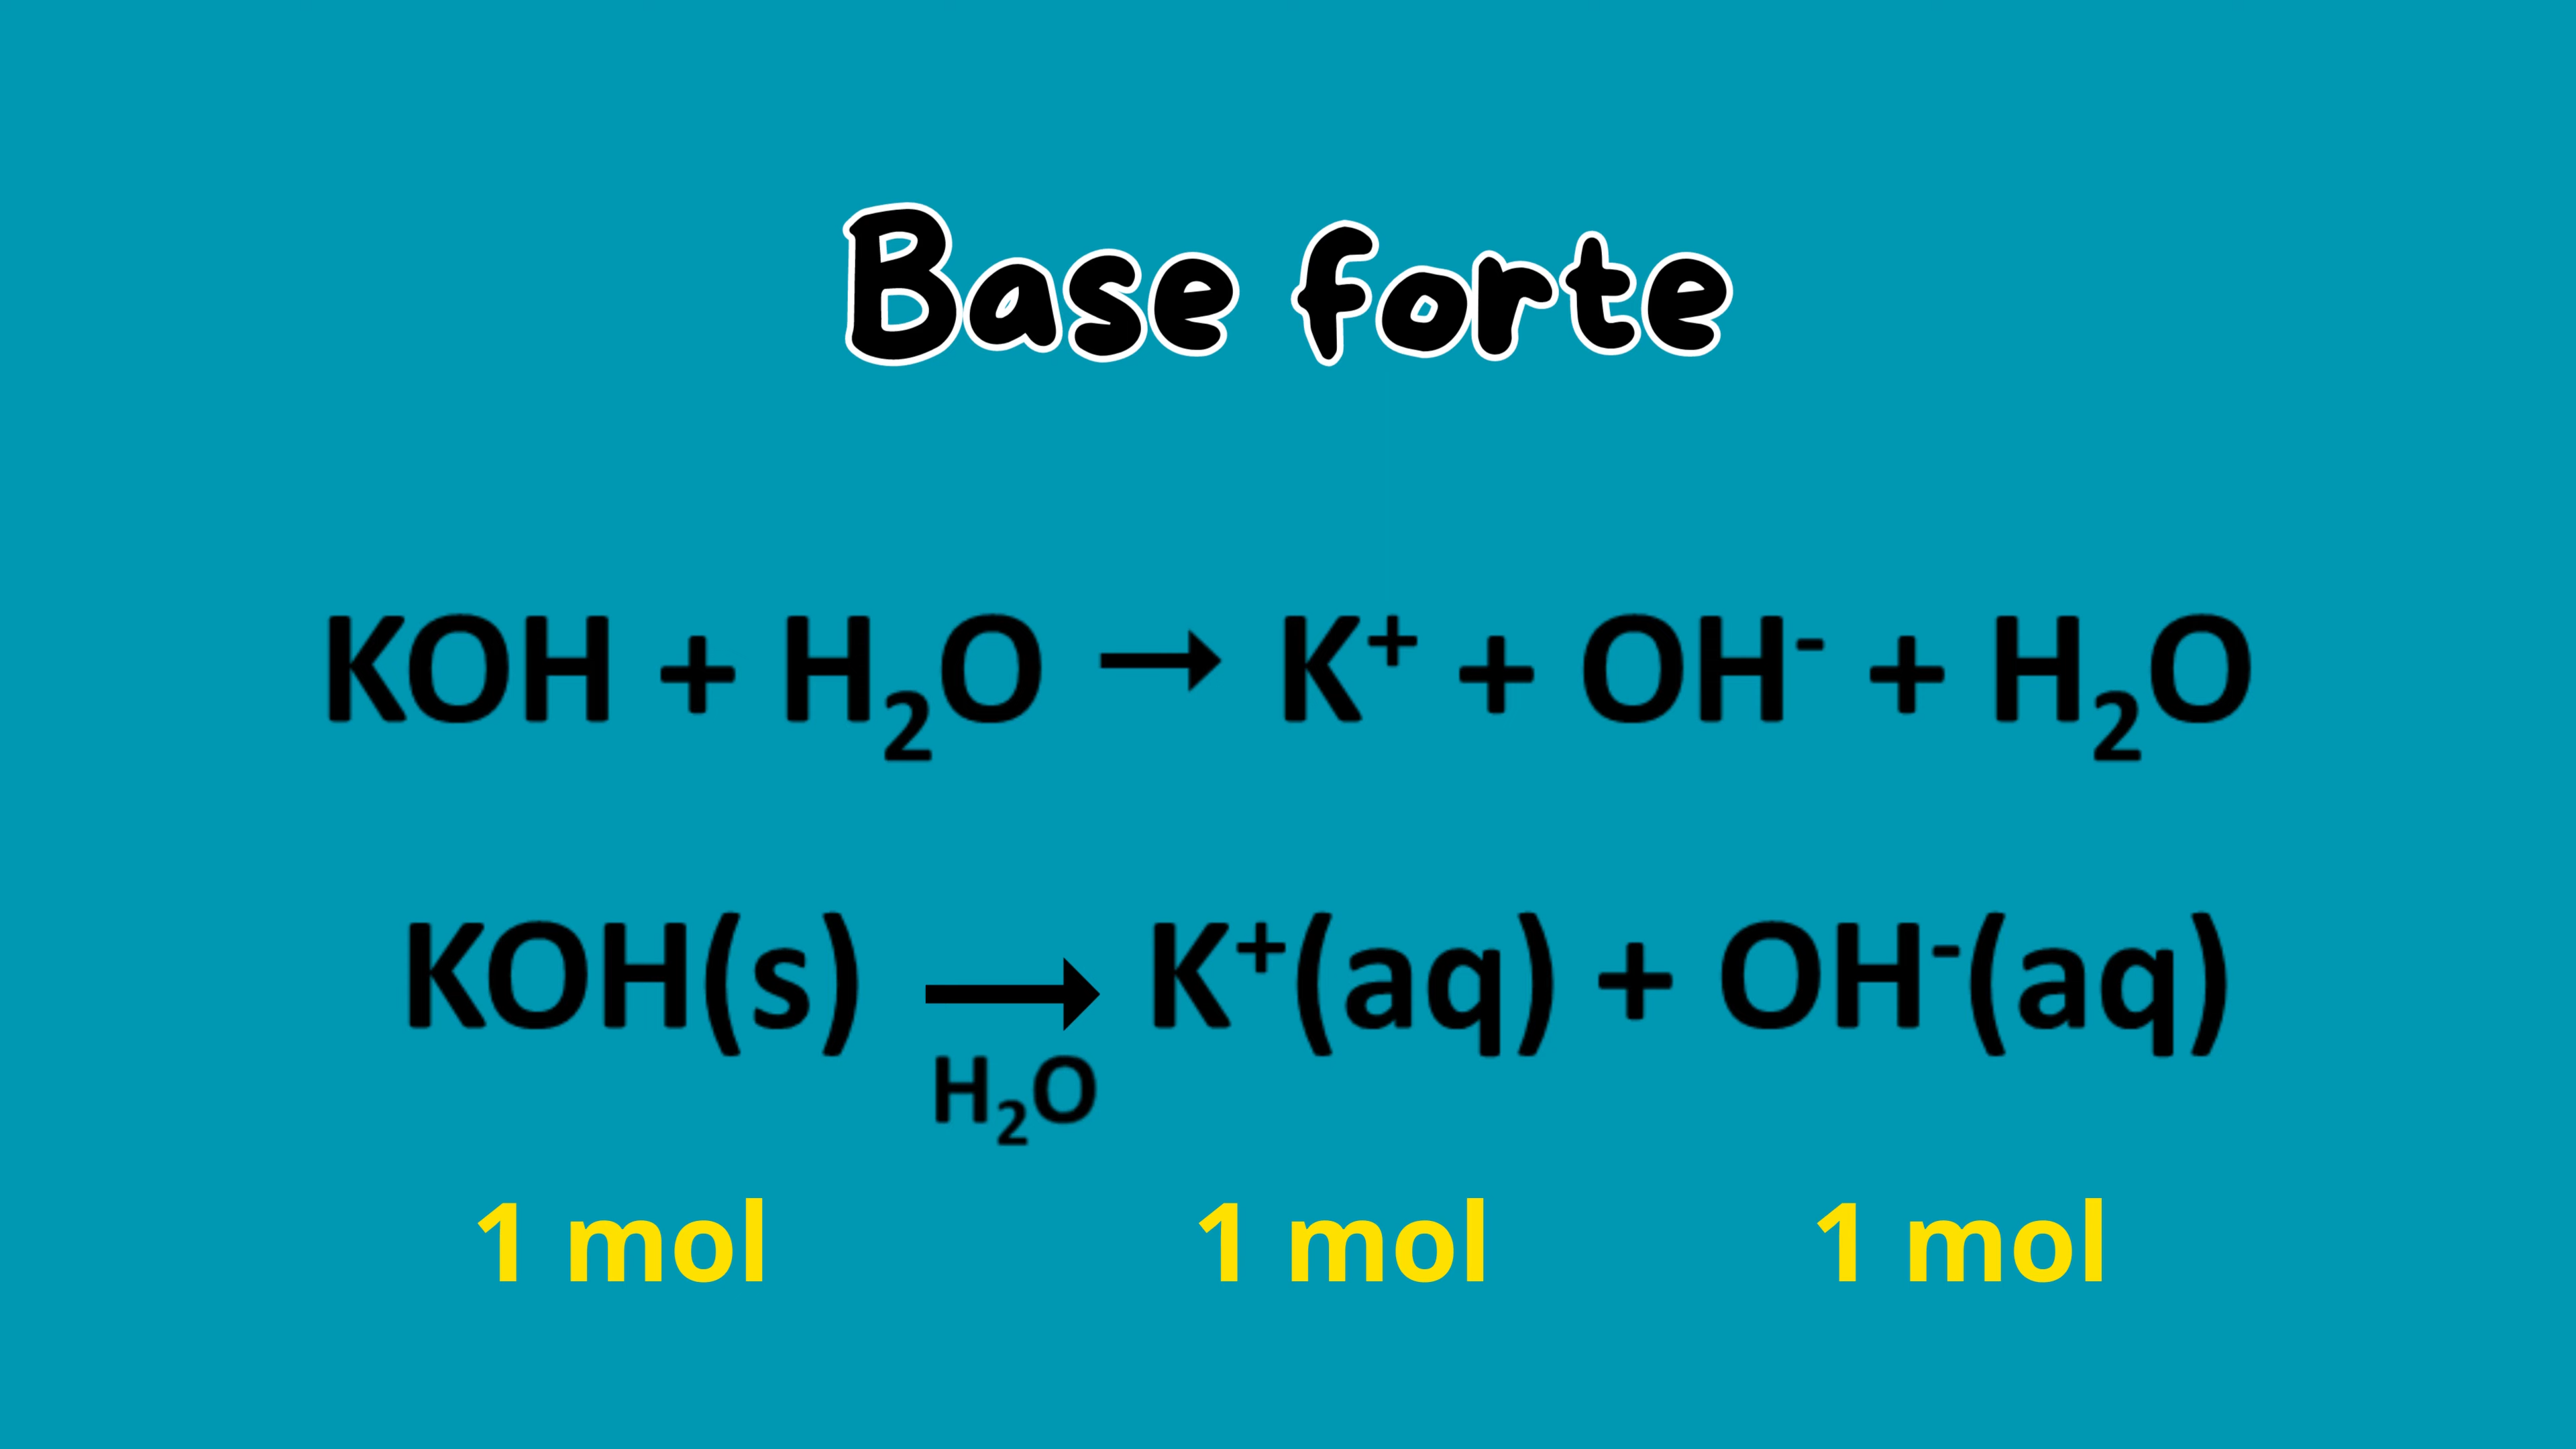 Base forte
KOH + H₂O → K⁺ + OH⁻ + H₂O
KOH(s) → K⁺(aq) + OH⁻(aq)
H₂O
1 mol 1 mol 1 mol